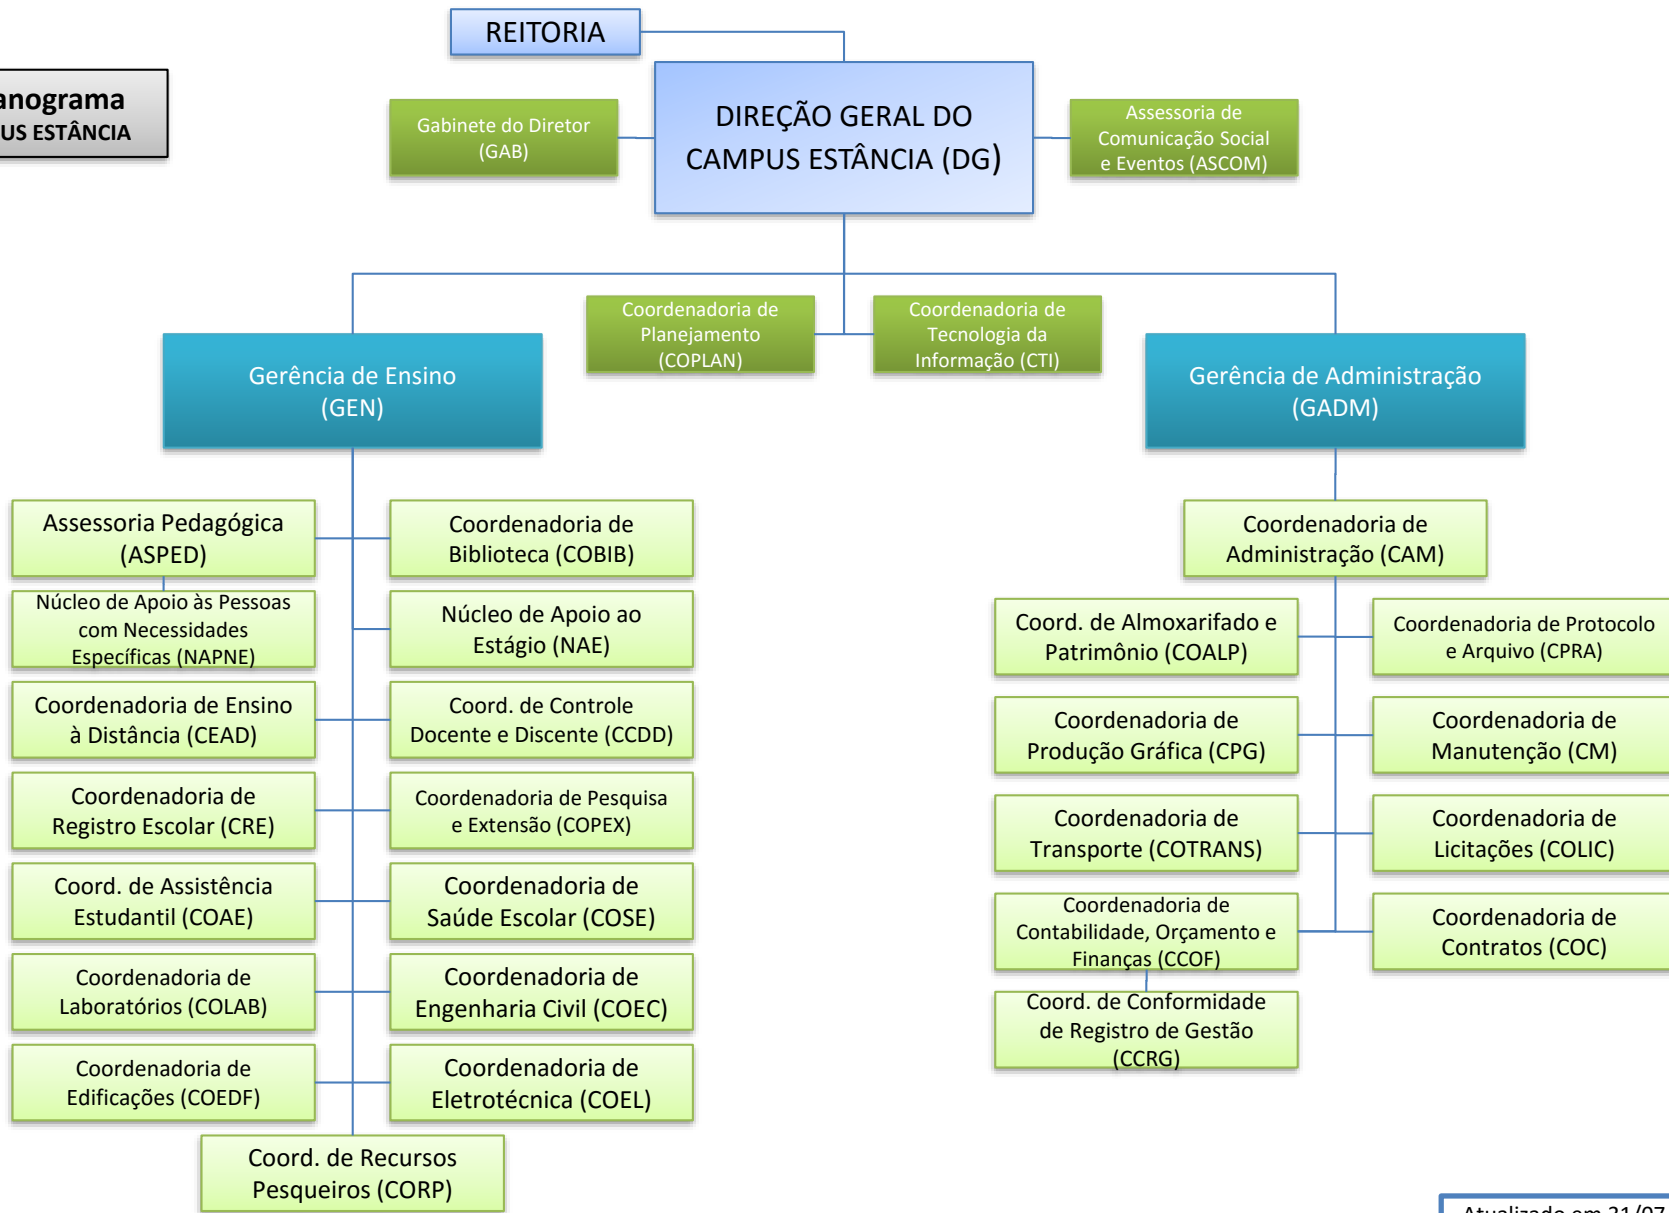 REITORIA
anograma
US ESTÂNCIA
Gabinete do Diretor
(GAB)
DIREÇÃO GERAL DO
CAMPUS ESTÂNCIA (DG)
Assessoria de
Comunicação Social
e Eventos (ASCOM)
Coordenadoria de
Planejamento
(COPLAN)
Coordenadoria de
Tecnologia da
Informação (CTI)
Gerência de Ensino
(GEN)
Gerência de Administração
(GADM)
Assessoria Pedagógica
(ASPED)
Coordenadoria de
Biblioteca (COBIB)
Núcleo de Apoio às Pessoas
com Necessidades
Específicas (NAPNE)
Núcleo de Apoio ao
Estágio (NAE)
Coordenadoria de Ensino
à Distância (CEAD)
Coord. de Controle
Docente e Discente (CCDD)
Coordenadoria de
Registro Escolar (CRE)
Coordenadoria de Pesquisa
e Extensão (COPEX)
Coord. de Assistência
Estudantil (COAE)
Coordenadoria de
Saúde Escolar (COSE)
Coordenadoria de
Laboratórios (COLAB)
Coordenadoria de
Engenharia Civil (COEC)
Coordenadoria de
Edificações (COEDF)
Coordenadoria de
Eletrotécnica (COEL)
Coord. de Recursos
Pesqueiros (CORP)
Coordenadoria de
Administração (CAM)
Coord. de Almoxarifado e
Patrimônio (COALP)
Coordenadoria de Protocolo
e Arquivo (CPRA)
Coordenadoria de
Produção Gráfica (CPG)
Coordenadoria de
Manutenção (CM)
Coordenadoria de
Transporte (COTRANS)
Coordenadoria de
Licitações (COLIC)
Coordenadoria de
Contabilidade, Orçamento e
Finanças (CCOF)
Coordenadoria de
Contratos (COC)
Coord. de Conformidade
de Registro de Gestão
(CCRG)
Atualizado em 21/07